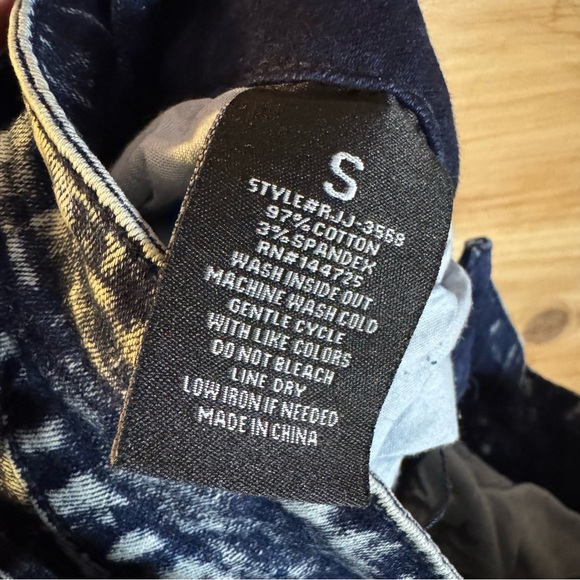 S
STYLE#RJJ-3568
97%COTTON
3%SPANDEX
RN#144725
WASH INSIDE OUT
MACHINE WASH COLD
GENTLE CYCLE
WITH LIKE COLORS
DO NOT BLEACH
LINE DRY
LOW IRON IF NEEDED
MADE IN CHINA